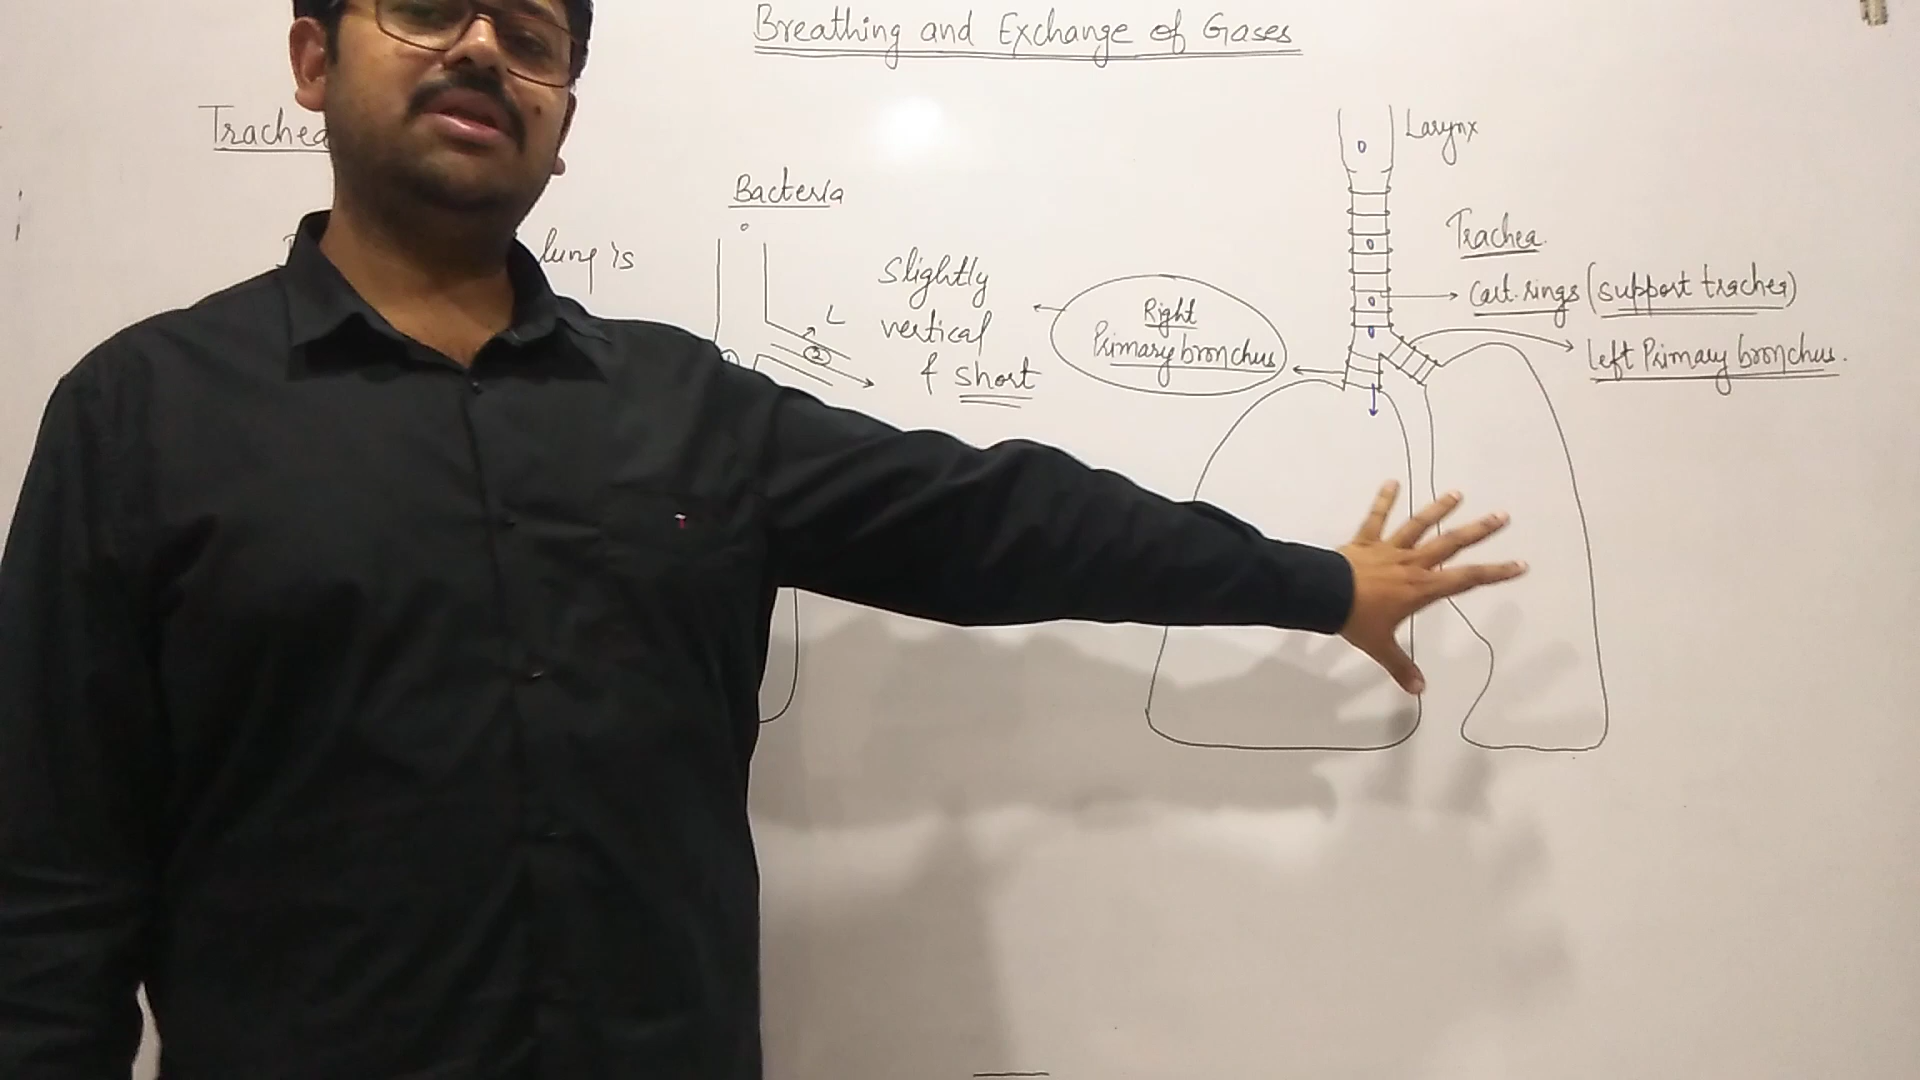 Breathing and Exchange of Gases
Trachea
lung is
Bacteria
L
②
slightly
vertical
& short
Right
Primary bronchus
Larynx
Trachea.
Cart. rings (support trachea)
left Primary bronchus.